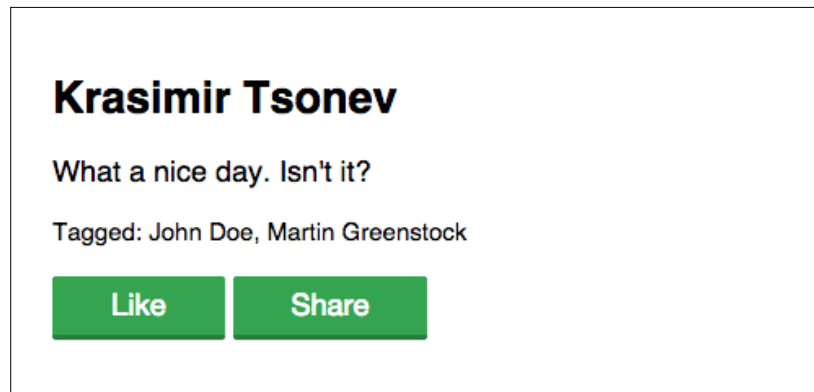 Krasimir Tsonev
What a nice day. Isn't it?
Tagged: John Doe, Martin Greenstock
Like Share